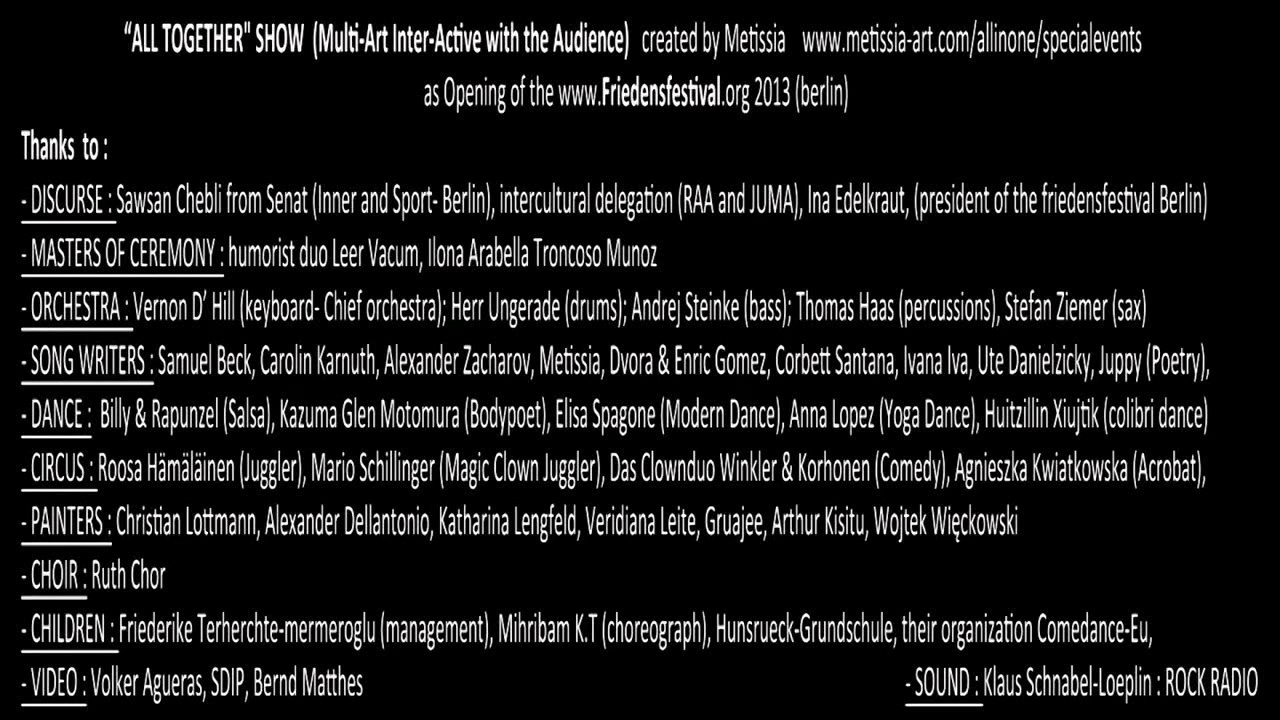 “ALL TOGETHER" SHOW (Multi-Art Inter-Active with the Audience) created by Metissia www.metissia-art.com/allinone/specialevents
as Opening of the www.Friedensfestival.org 2013 (berlin)
Thanks to :
- DISCURSE : Sawsan Chebli from Senat (Inner and Sport- Berlin), intercultural delegation (RAA and JUMA), Ina Edelkraut, (president of the friedensfestival Berlin)
- MASTERS OF CEREMONY : humorist duo Leer Vacum, Ilona Arabella Troncoso Munoz
- ORCHESTRA : Vernon D’ Hill (keyboard- Chief orchestra); Herr Ungerade (drums); Andrej Steinke (bass); Thomas Haas (percussions), Stefan Ziemer (sax)
- SONG WRITERS : Samuel Beck, Carolin Karnuth, Alexander Zacharov, Metissia, Dvora & Enric Gomez, Corbett Santana, Ivana Iva, Ute Danielzicky, Juppy (Poetry),
- DANCE : Billy & Rapunzel (Salsa), Kazuma Glen Motomura (Bodypoet), Elisa Spagone (Modern Dance), Anna Lopez (Yoga Dance), Huitzillin Xiujtik (colibri dance)
- CIRCUS : Roosa Hämäläinen (Juggler), Mario Schillinger (Magic Clown Juggler), Das Clownduo Winkler & Korhonen (Comedy), Agnieszka Kwiatkowska (Acrobat),
- PAINTERS : Christian Lottmann, Alexander Dellantonio, Katharina Lengfeld, Veridiana Leite, Gruajee, Arthur Kisitu, Wojtek Więckowski
- CHOIR : Ruth Chor
- CHILDREN : Friederike Terherchte-mermeroglu (management), Mihribam K.T (choreograph), Hunsrueck-Grundschule, their organization Comedance-Eu,
- VIDEO : Volker Agueras, SDIP, Bernd Matthes - SOUND : Klaus Schnabel-Loeplin : ROCK RADIO